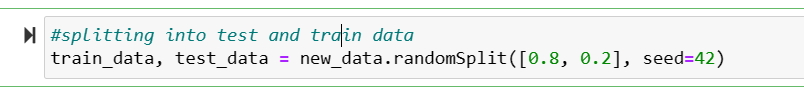 #splitting into test and train data
train_data, test_data = new_data.randomSplit([0.8, 0.2], seed=42)